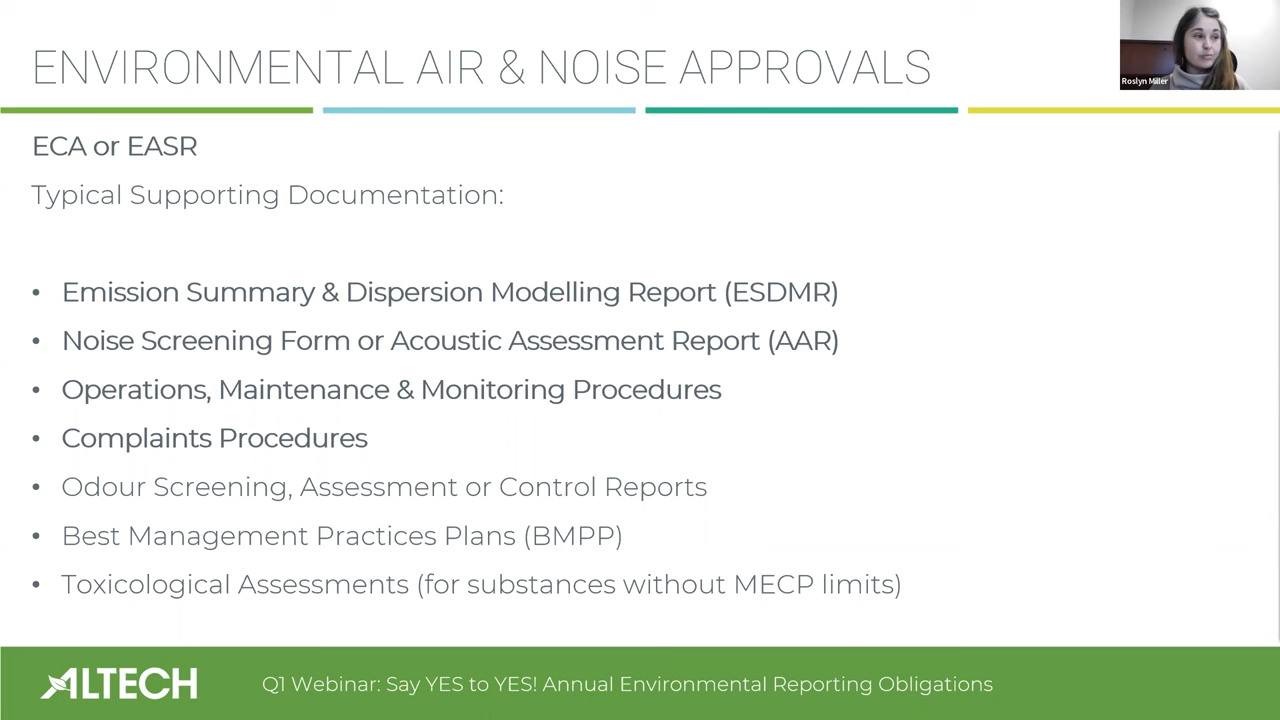 ENVIRONMENTAL AIR & NOISE APPROVALS
Roslyn Miller
ECA or EASR
Typical Supporting Documentation:
• Emission Summary & Dispersion Modelling Report (ESDMR)
• Noise Screening Form or Acoustic Assessment Report (AAR)
• Operations, Maintenance & Monitoring Procedures
• Complaints Procedures
• Odour Screening, Assessment or Control Reports
• Best Management Practices Plans (BMPP)
• Toxicological Assessments (for substances without MECP limits)
ALTECH
Q1 Webinar: Say YES to YES! Annual Environmental Reporting Obligations